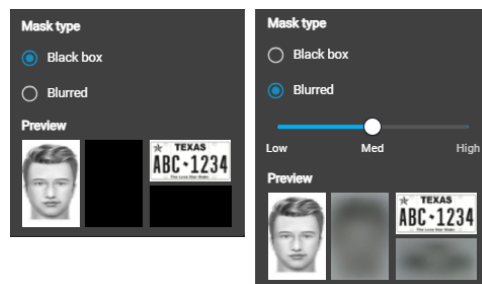 Mask type
Black box
Blurred
Preview
TEXAS
ABC·1234
Mask type
Black box
Blurred
Low Med High
Preview
TEXAS
ABC·1234